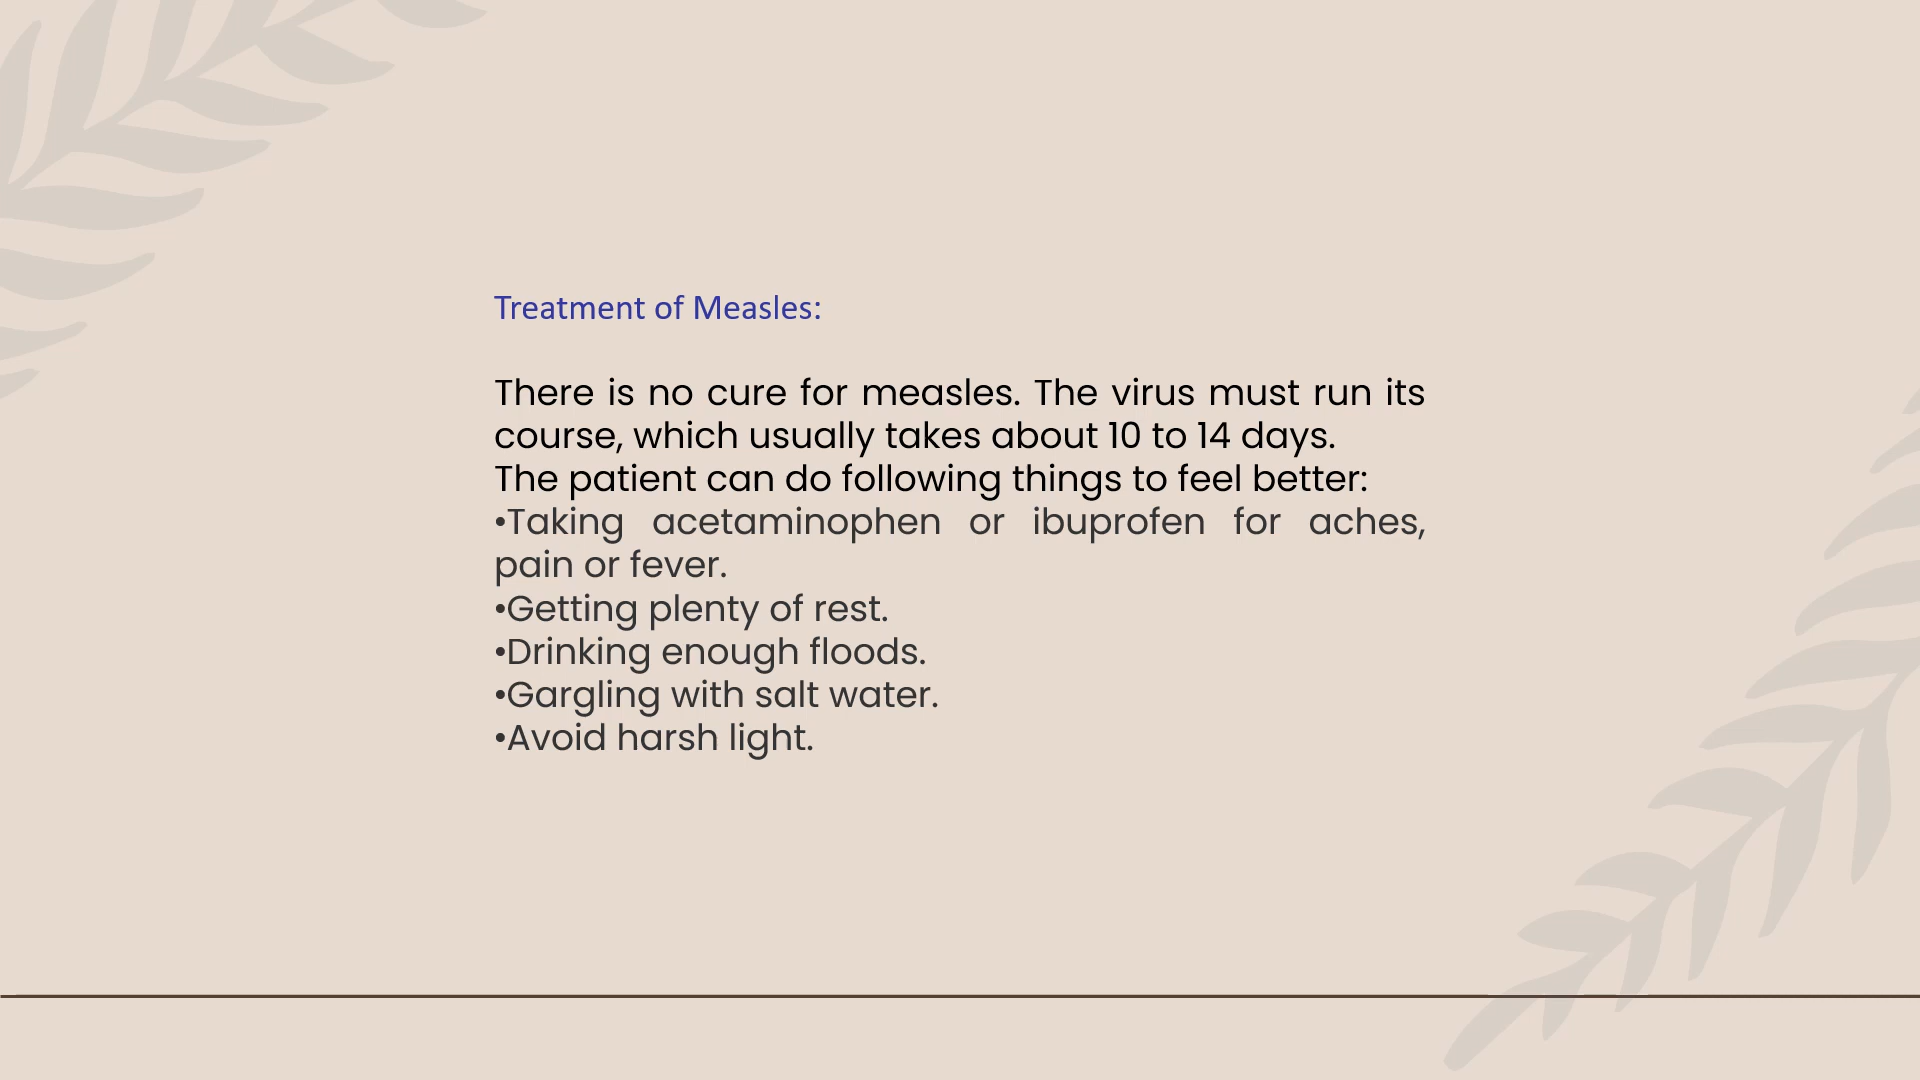 Treatment of Measles:
There is no cure for measles. The virus must run its
course, which usually takes about 10 to 14 days.
The patient can do following things to feel better:
•Taking acetaminophen or ibuprofen for aches,
pain or fever.
•Getting plenty of rest.
•Drinking enough floods.
•Gargling with salt water.
•Avoid harsh light.